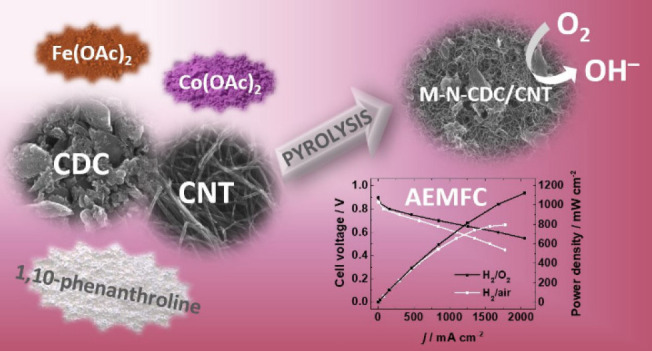 Fe(OAc)₂
Co(OAc)₂
CDC
CNT
1,10-phenanthroline
PYROLYSIS
O₂
OH⁻
M-N-CDC/CNT
AEMFC
Cell voltage / V
1.0
0.8
0.6
0.4
0.2
0.0
1200
1000
800
600
400
200
0
Power density / mW cm⁻²
H₂/O₂
H₂/air
0 500 1000 1500 2000
j / mA cm⁻²